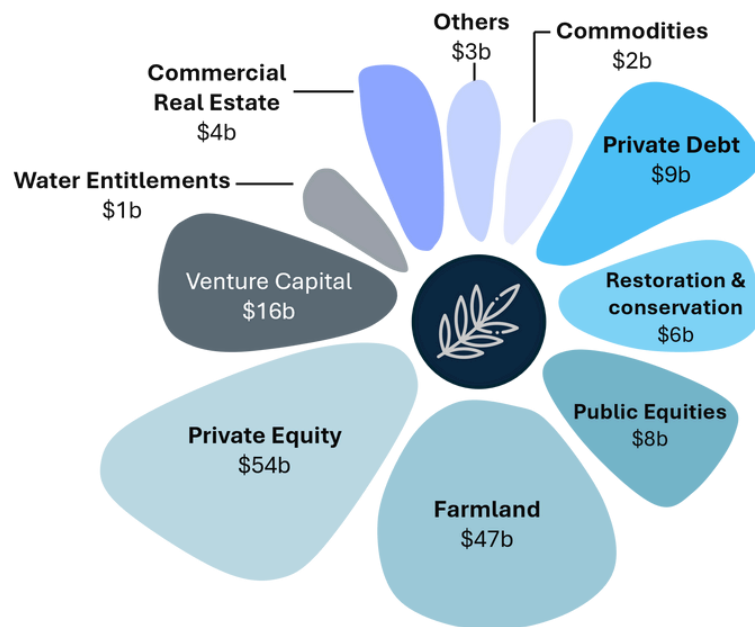 Others
$3b
Commodities
$2b
Commercial
Real Estate
$4b
Private Debt
$9b
Water Entitlements
$1b
Venture Capital
$16b
Restoration &
conservation
$6b
Public Equities
$8b
Private Equity
$54b
Farmland
$47b